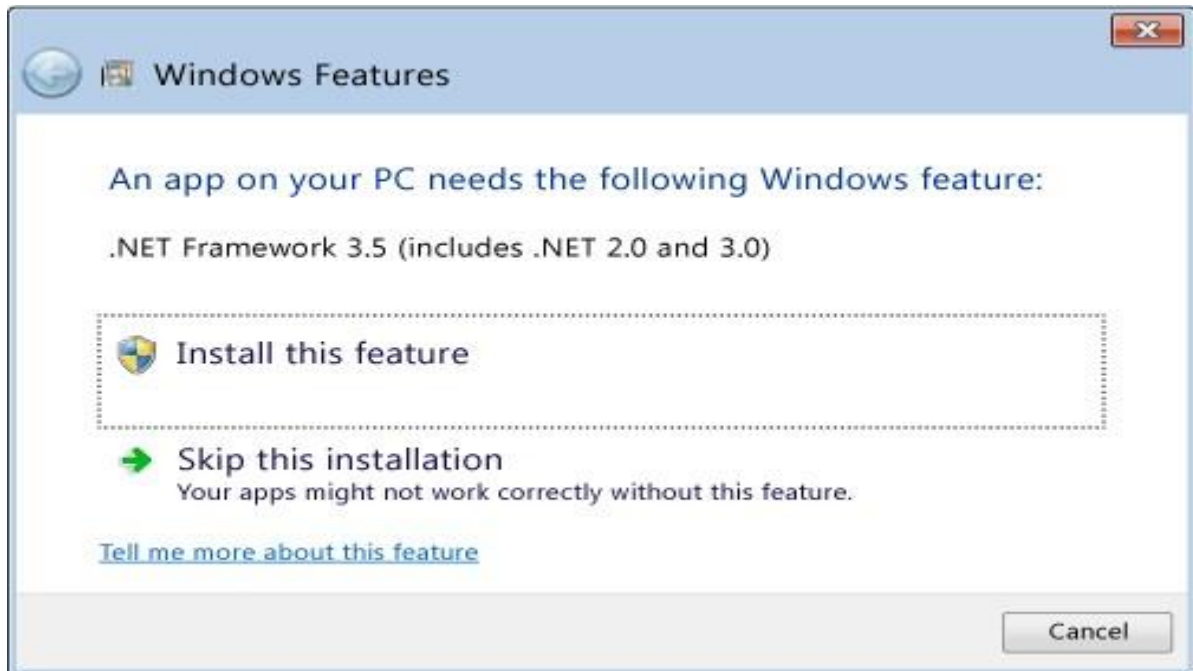 Windows Features
An app on your PC needs the following Windows feature:
.NET Framework 3.5 (includes .NET 2.0 and 3.0)
Install this feature
Skip this installation
Your apps might not work correctly without this feature.
Tell me more about this feature
Cancel